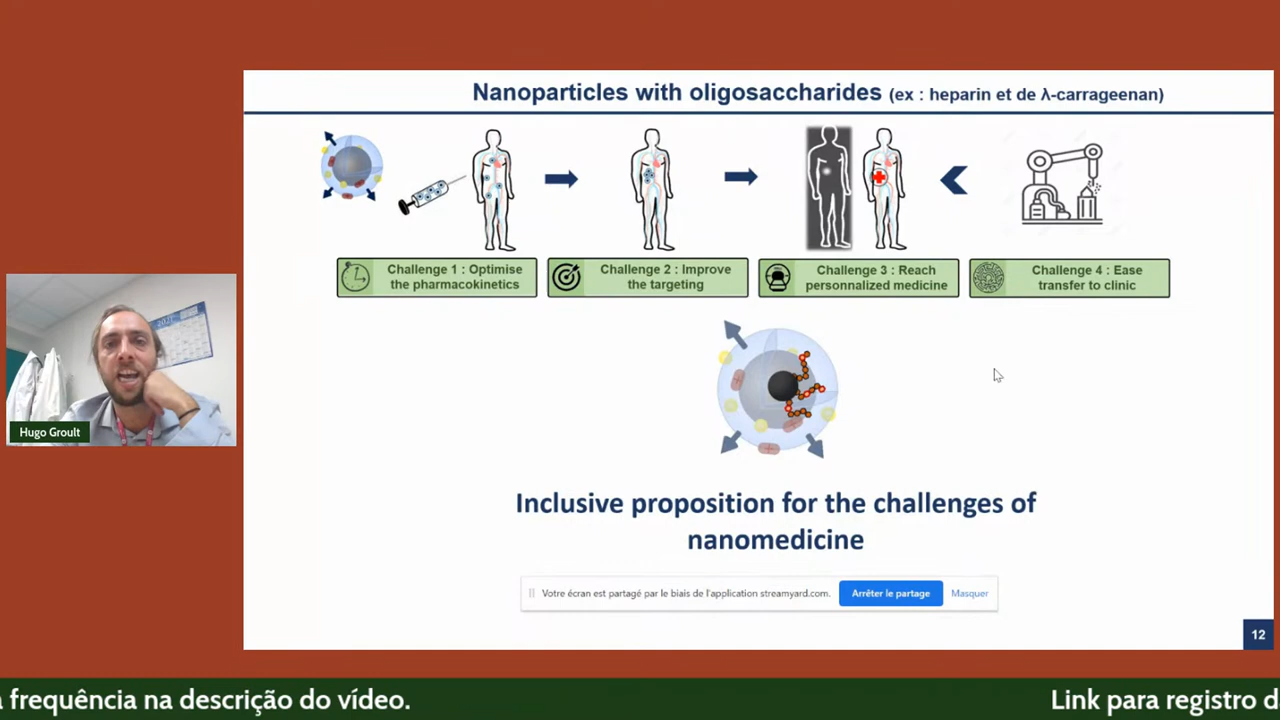 Nanoparticles with oligosaccharides (ex : heparin et de λ-carrageenan)
Challenge 1 : Optimise
the pharmacokinetics
Challenge 2 : Improve
the targeting
Challenge 3 : Reach
personnalized medicine
Challenge 4 : Ease
transfer to clinic
Hugo Groult
Inclusive proposition for the challenges of
nanomedicine
Votre écran est partagé par le biais de l'application streamyard.com.
Arrêter le partage
Masquer
12
frequência na descrição do vídeo.
Link para registro d